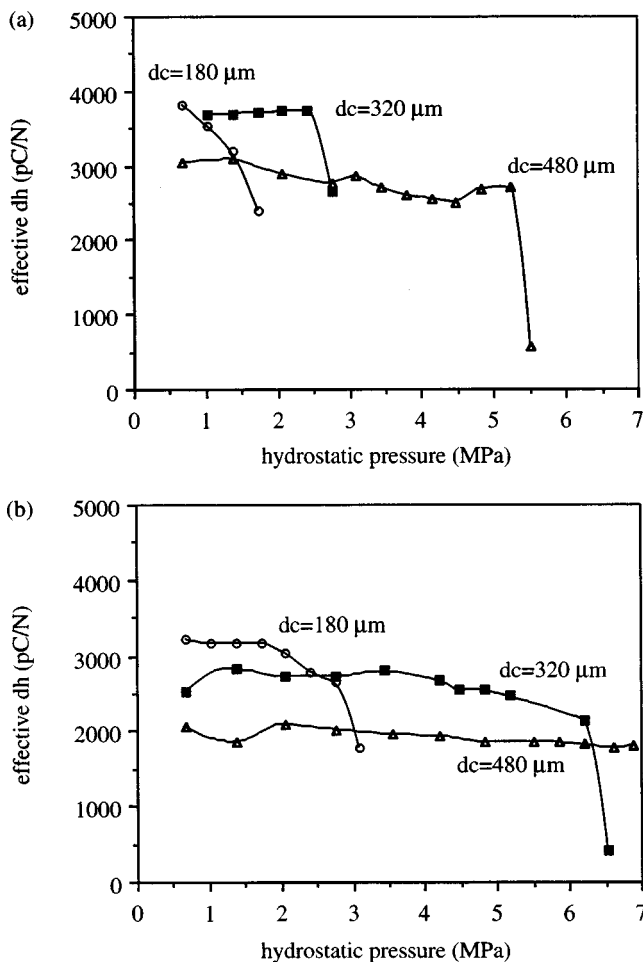 (a)
5000
4000
3000
2000
1000
0
effective dh (pC/N)
dc=180 μm
dc=320 μm
dc=480 μm
0 1 2 3 4 5 6 7
hydrostatic pressure (MPa)
(b)
5000
4000
3000
2000
1000
0
effective dh (pC/N)
dc=180 μm
dc=320 μm
dc=480 μm
0 1 2 3 4 5 6 7
hydrostatic pressure (MPa)